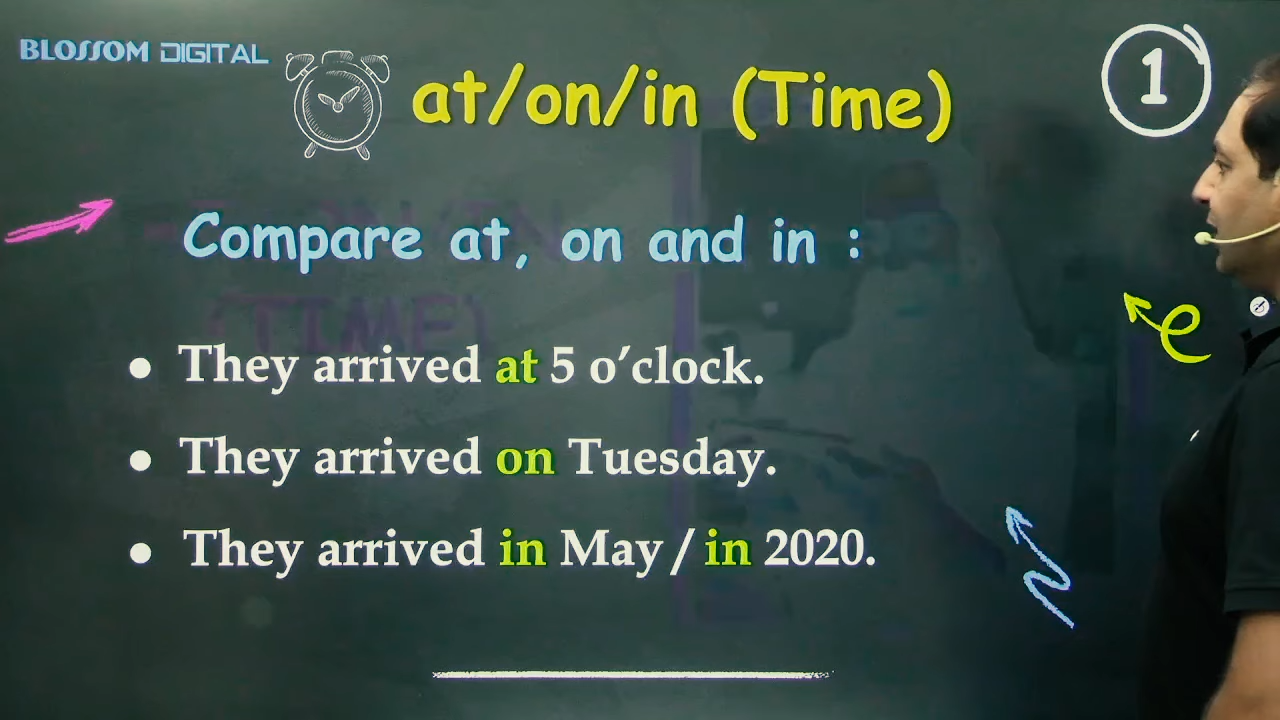 BLOSSOM DIGITAL
at/on/in (Time)
1
Compare at, on and in :
• They arrived at 5 o’clock.
• They arrived on Tuesday.
• They arrived in May / in 2020.